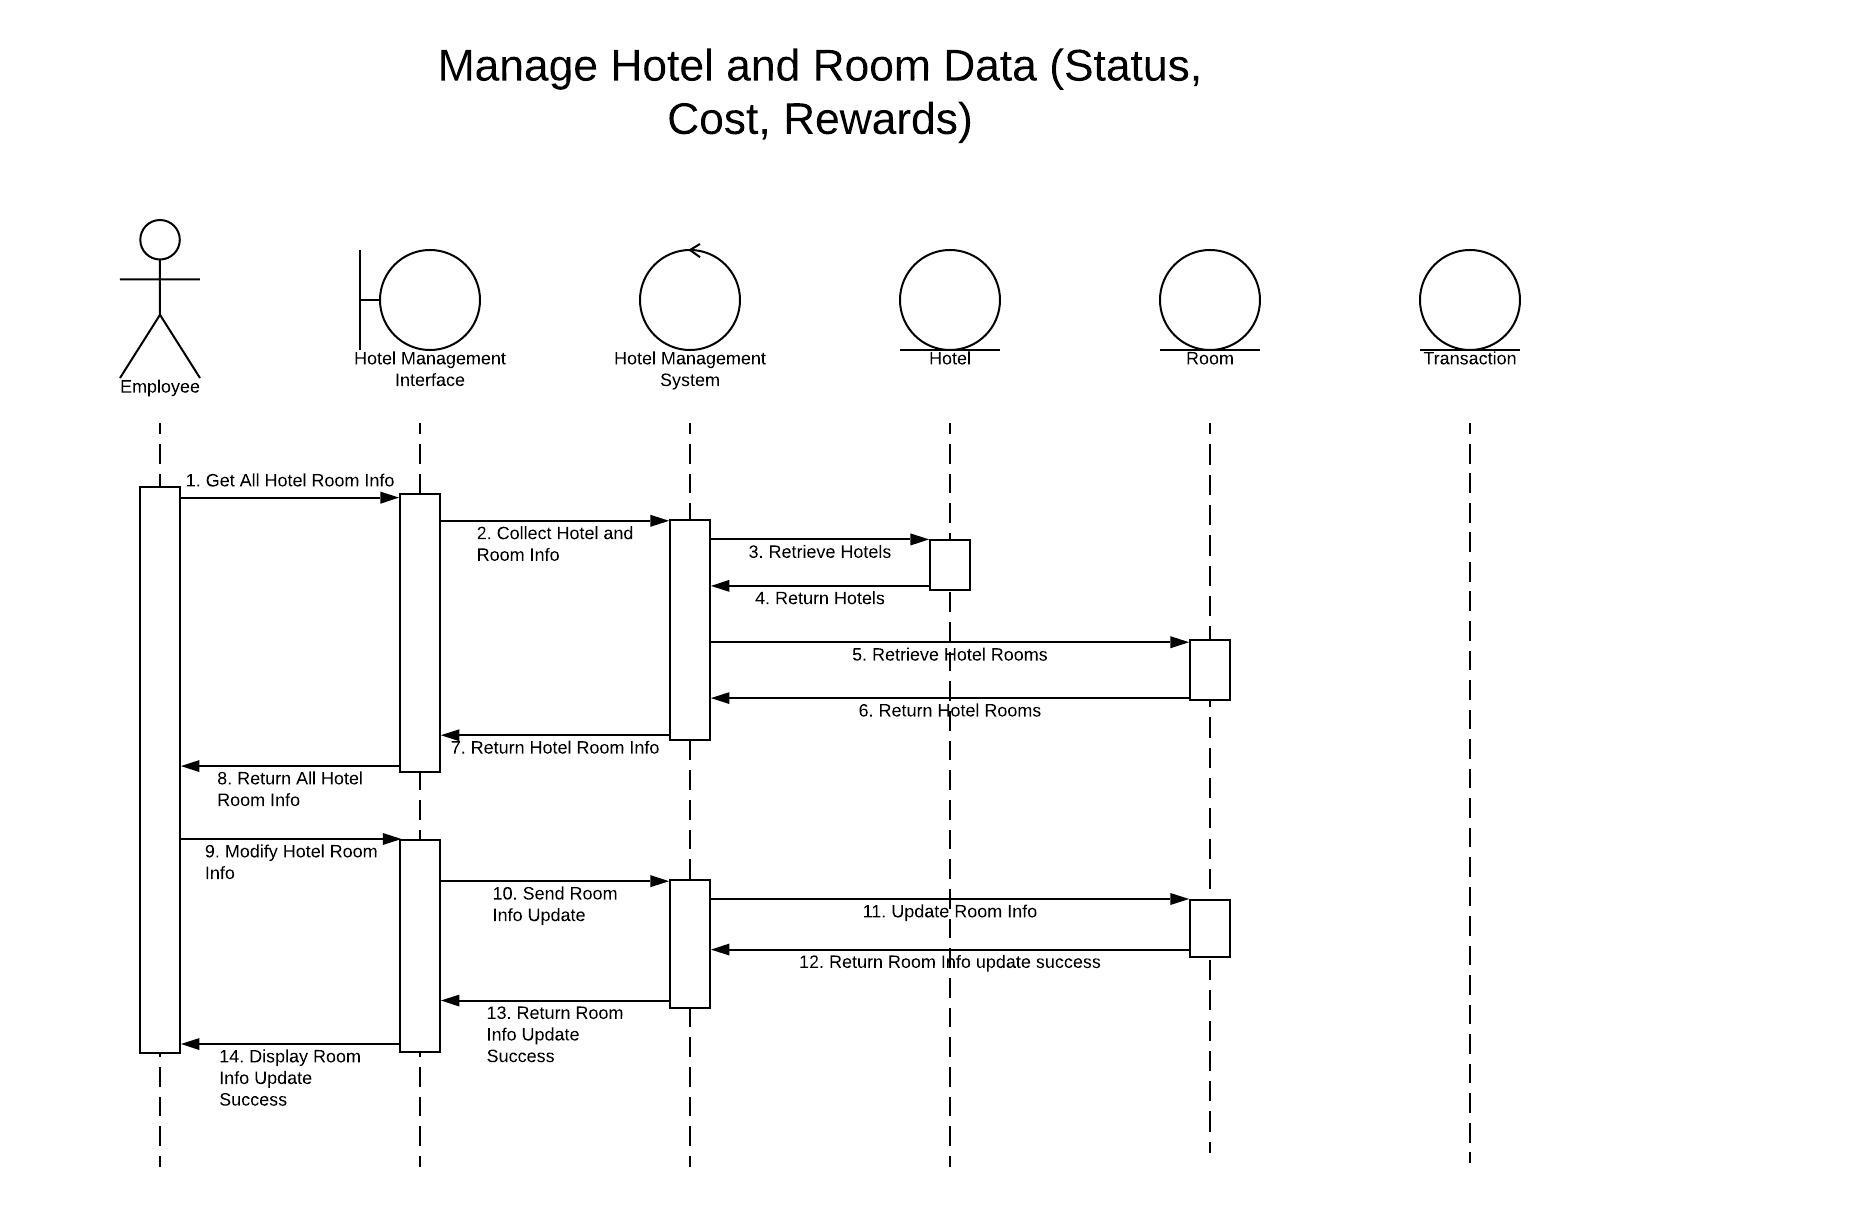 Manage Hotel and Room Data (Status,
Cost, Rewards)
Employee
Hotel Management
Interface
Hotel Management
System
Hotel
Room
Transaction
1. Get All Hotel Room Info
2. Collect Hotel and
Room Info
3. Retrieve Hotels
4. Return Hotels
5. Retrieve Hotel Rooms
6. Return Hotel Rooms
7. Return Hotel Room Info
8. Return All Hotel
Room Info
9. Modify Hotel Room
Info
10. Send Room
Info Update
11. Update Room Info
12. Return Room Info update success
13. Return Room
Info Update
Success
14. Display Room
Info Update
Success